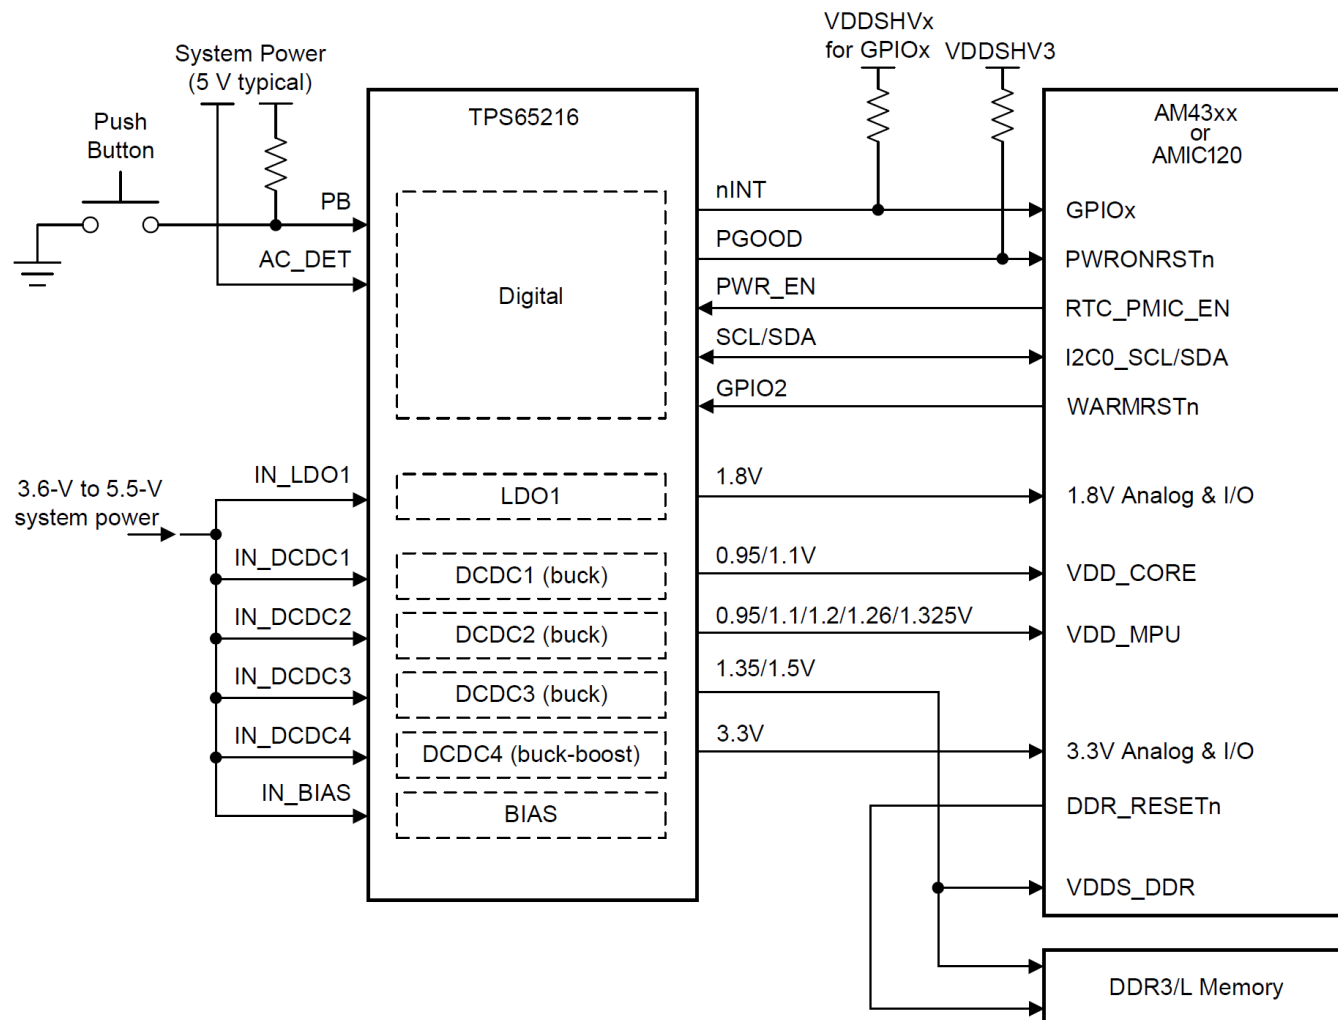 VDDSHVx
for GPIOx
VDDSHV3
System Power
(5 V typical)
Push
Button
TPS65216
AM43xx
or
AMIC120
PB
AC_DET
Digital
nINT
GPIOx
PGOOD
PWRONRSTn
PWR_EN
RTC_PMIC_EN
SCL/SDA
I2C0_SCL/SDA
GPIO2
WARMRSTn
3.6-V to 5.5-V
system power
IN_LDO1
LDO1
1.8V
1.8V Analog & I/O
IN_DCDC1
DCDC1 (buck)
0.95/1.1V
VDD_CORE
IN_DCDC2
DCDC2 (buck)
0.95/1.1/1.2/1.26/1.325V
VDD_MPU
IN_DCDC3
DCDC3 (buck)
1.35/1.5V
IN_DCDC4
DCDC4 (buck-boost)
3.3V
3.3V Analog & I/O
IN_BIAS
BIAS
DDR_RESETn
VDDS_DDR
DDR3/L Memory